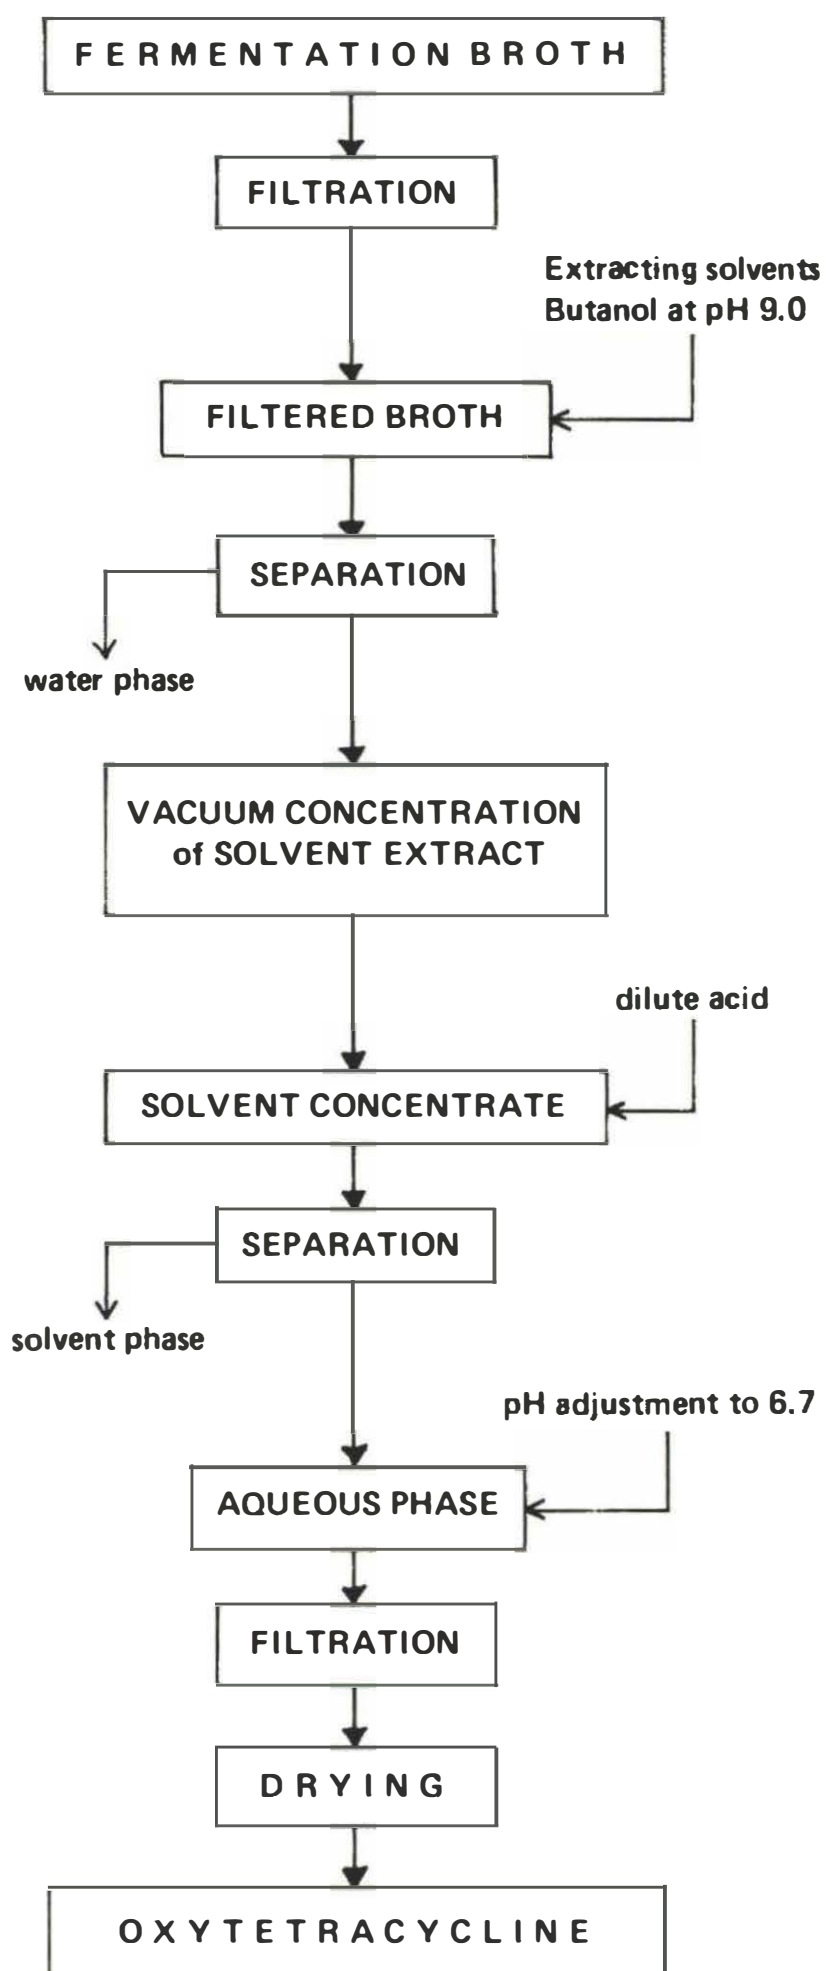 FERMENTATION BROTH
FILTRATION
Extracting solvents
Butanol at pH 9.0
FILTERED BROTH
SEPARATION
water phase
VACUUM CONCENTRATION
of SOLVENT EXTRACT
dilute acid
SOLVENT CONCENTRATE
SEPARATION
solvent phase
pH adjustment to 6.7
AQUEOUS PHASE
FILTRATION
DRYING
OXYTETRACYCLINE